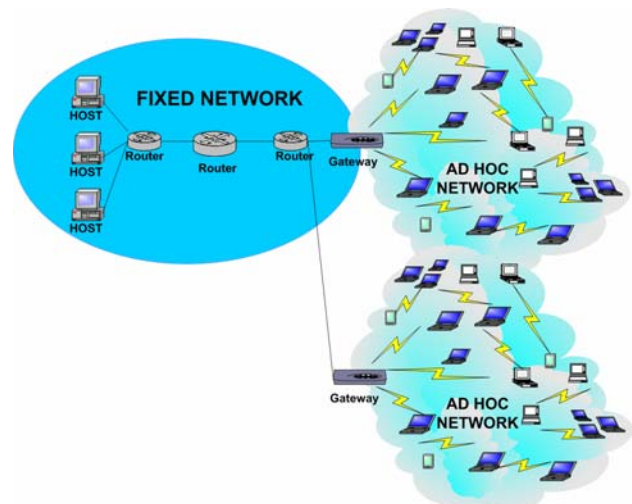 FIXED NETWORK
HOST
HOST
HOST
Router
Router
Router
Gateway
AD HOC
NETWORK
Gateway
AD HOC
NETWORK